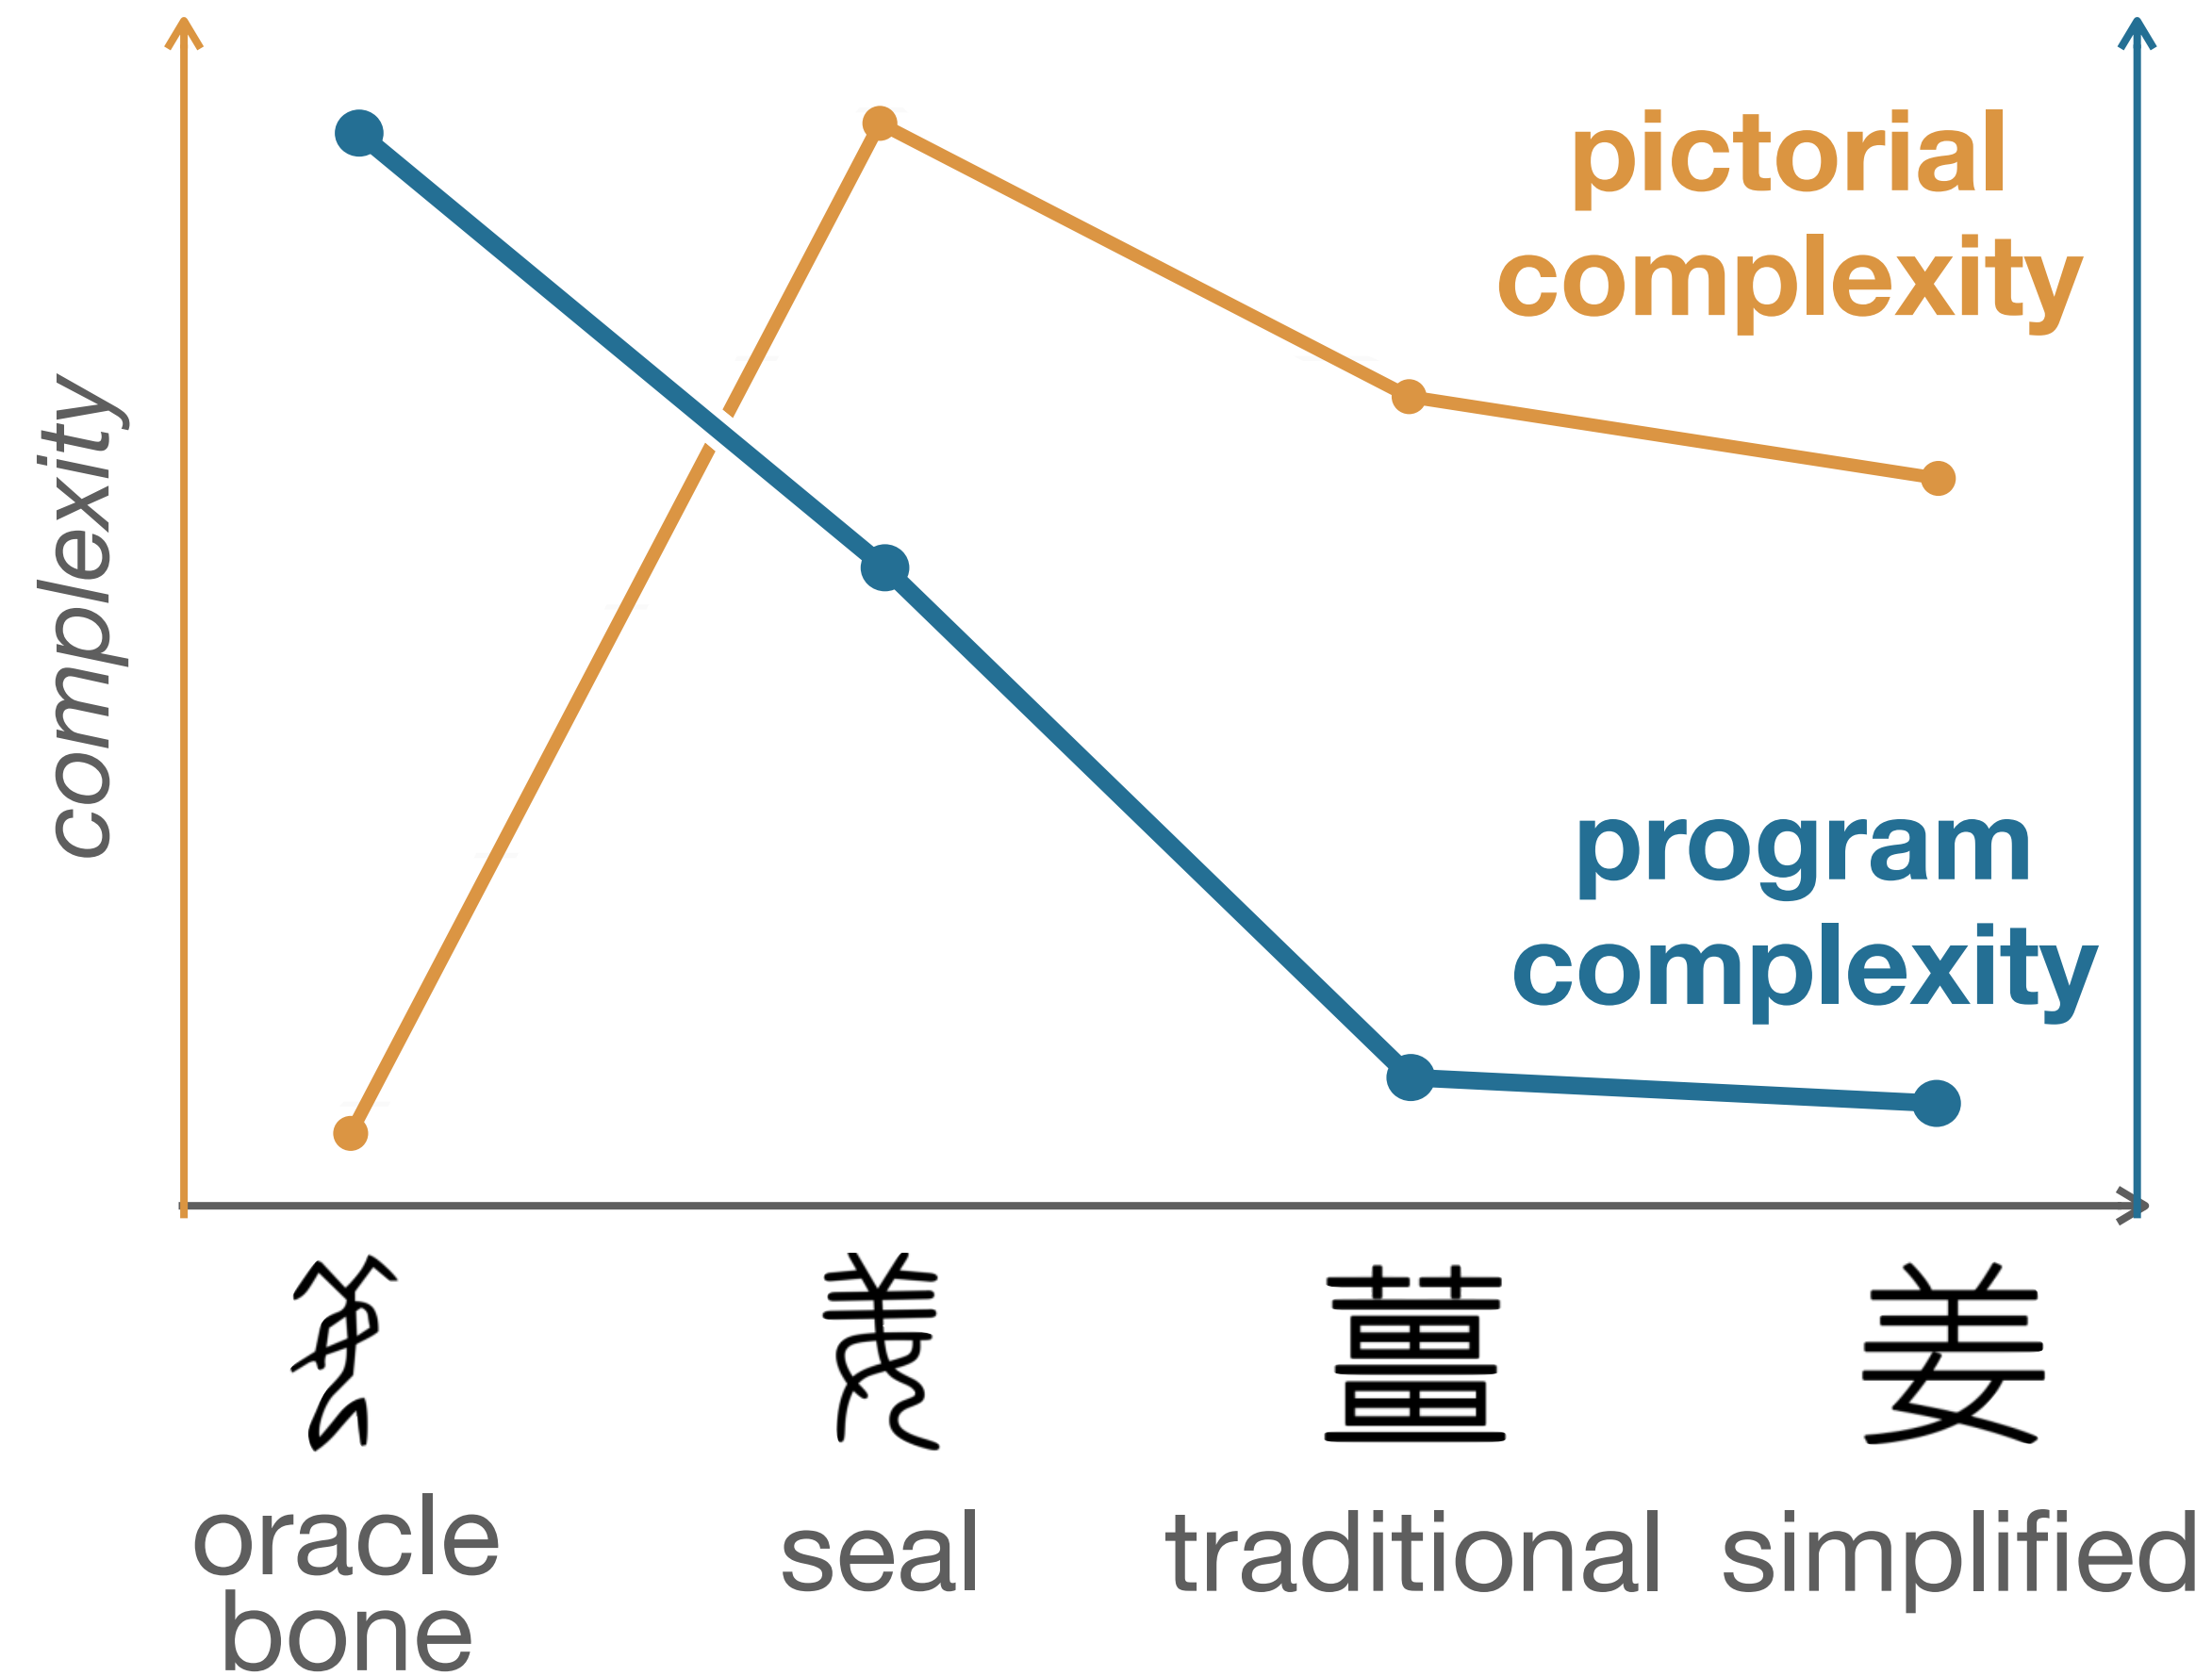 complexity
pictorial
complexity
program
complexity
薑
姜
oracle
bone
seal
traditional
simplified